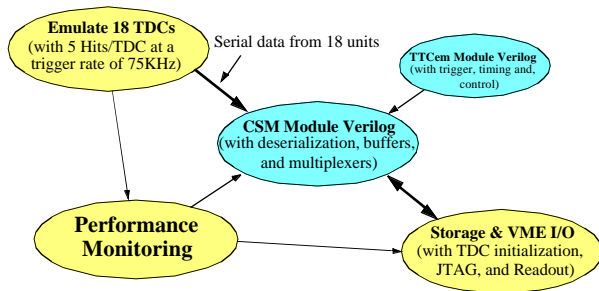 Emulate 18 TDCs
(with 5 Hits/TDC at a
trigger rate of 75KHz)
Serial data from 18 units
TTCem Module Verilog
(with trigger, timing and,
control)
CSM Module Verilog
(with deserialization, buffers,
and multiplexers)
Performance
Monitoring
Storage & VME I/O
(with TDC initialization,
JTAG, and Readout)